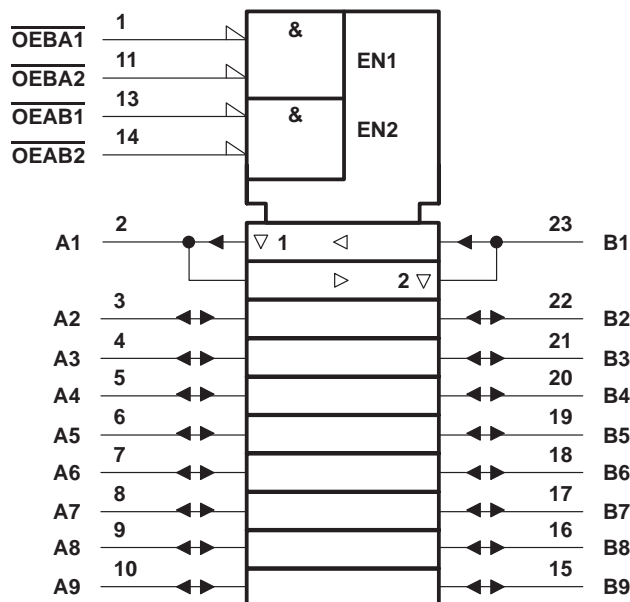 OEBA1 1 & EN1
OEBA2 11
OEAB1 13 & EN2
OEAB2 14
A1 2 1 23 B1
2
A2 3 22 B2
A3 4 21 B3
A4 5 20 B4
A5 6 19 B5
A6 7 18 B6
A7 8 17 B7
A8 9 16 B8
A9 10 15 B9